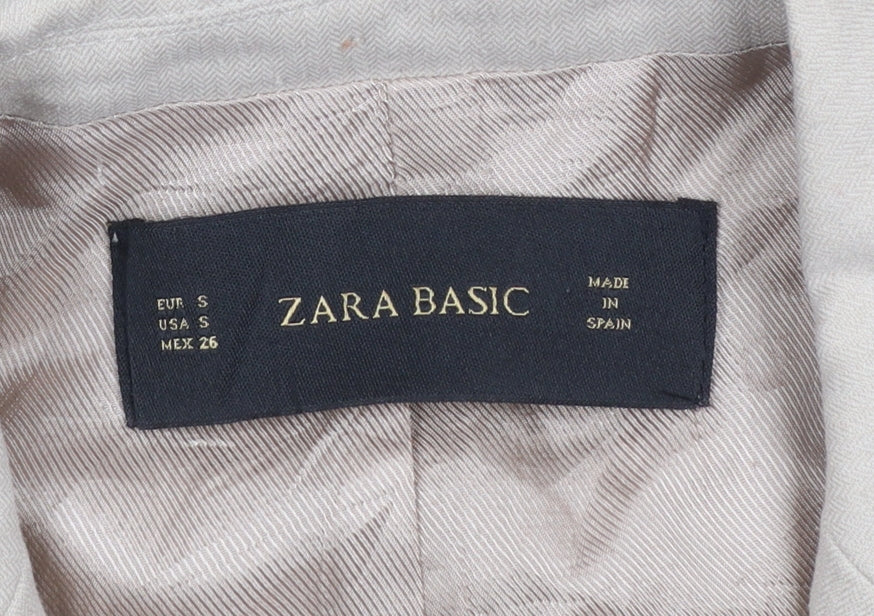 EUR S
USA S
MEX 26
ZARA BASIC
MADE
IN
SPAIN